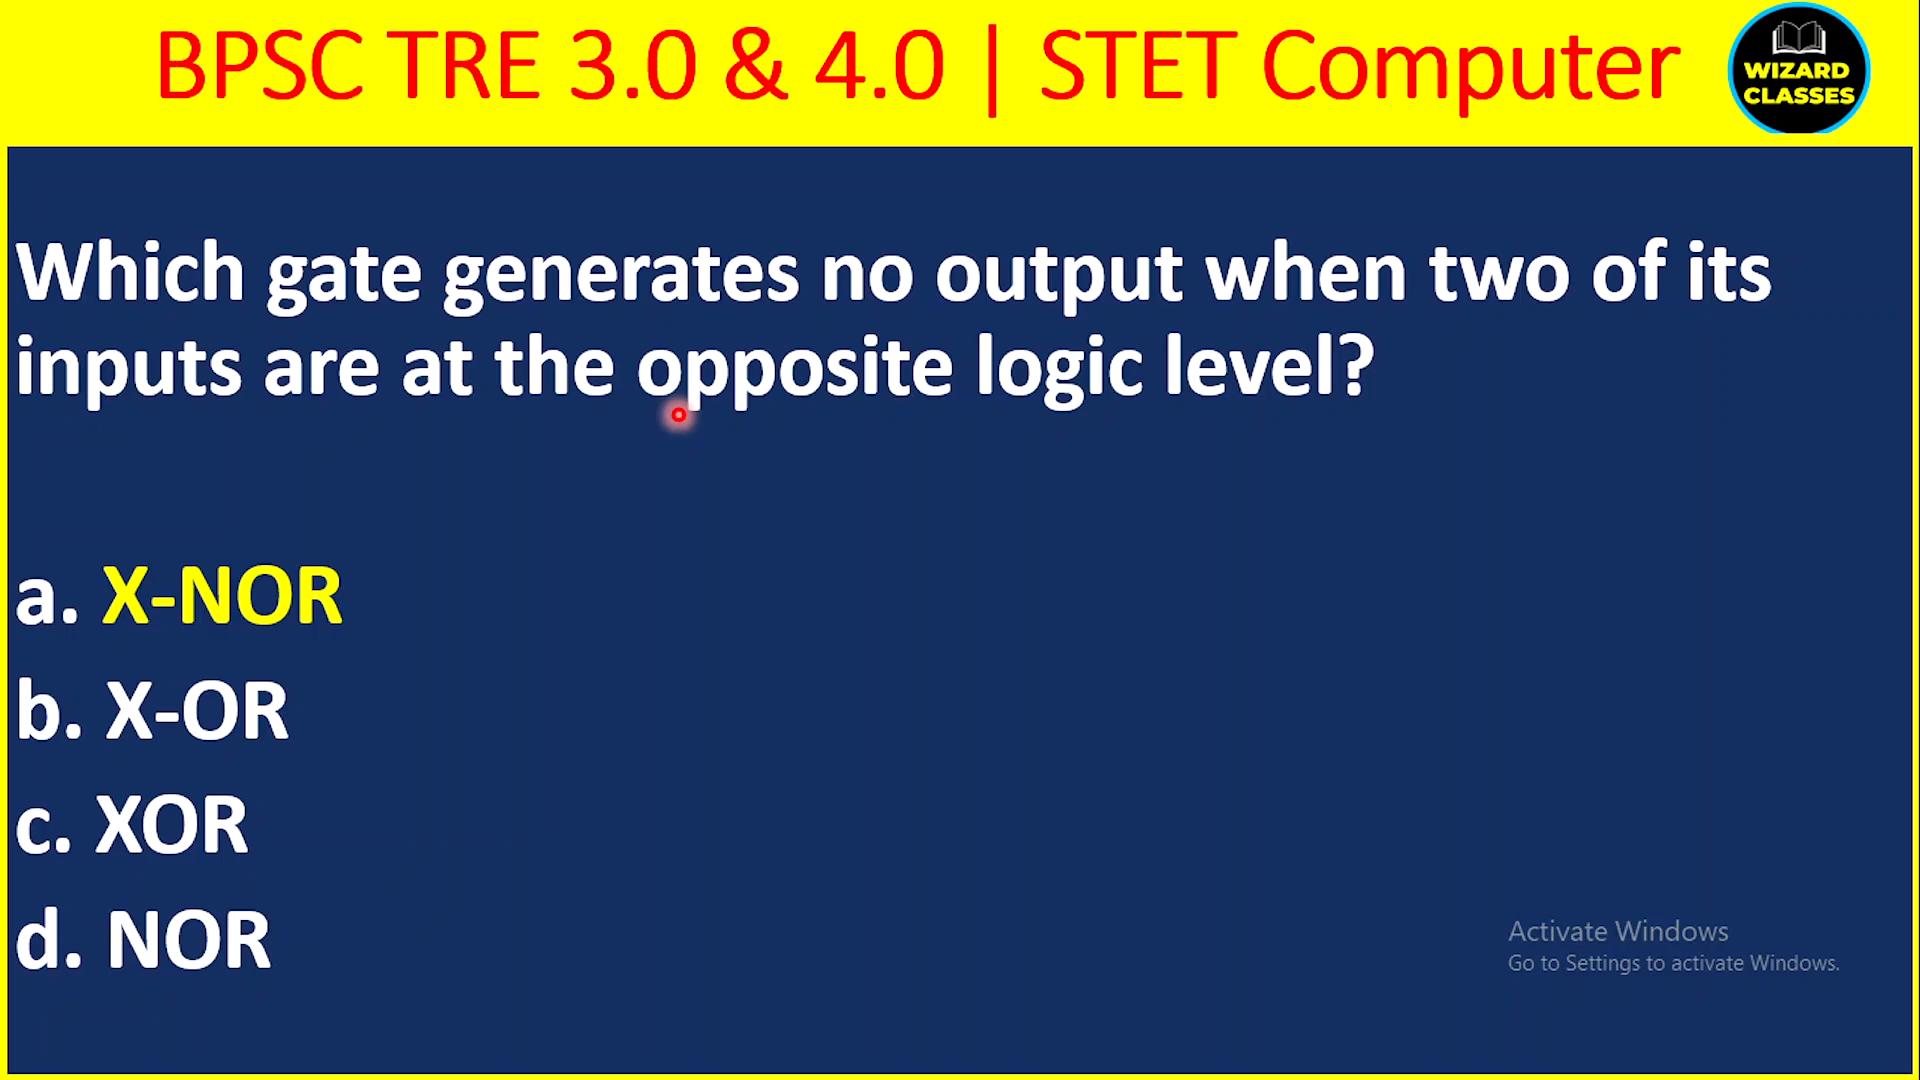 BPSC TRE 3.0 & 4.0 | STET Computer
WIZARD
CLASSES
Which gate generates no output when two of its
inputs are at the opposite logic level?
a. X-NOR
b. X-OR
c. XOR
d. NOR
Activate Windows
Go to Settings to activate Windows.